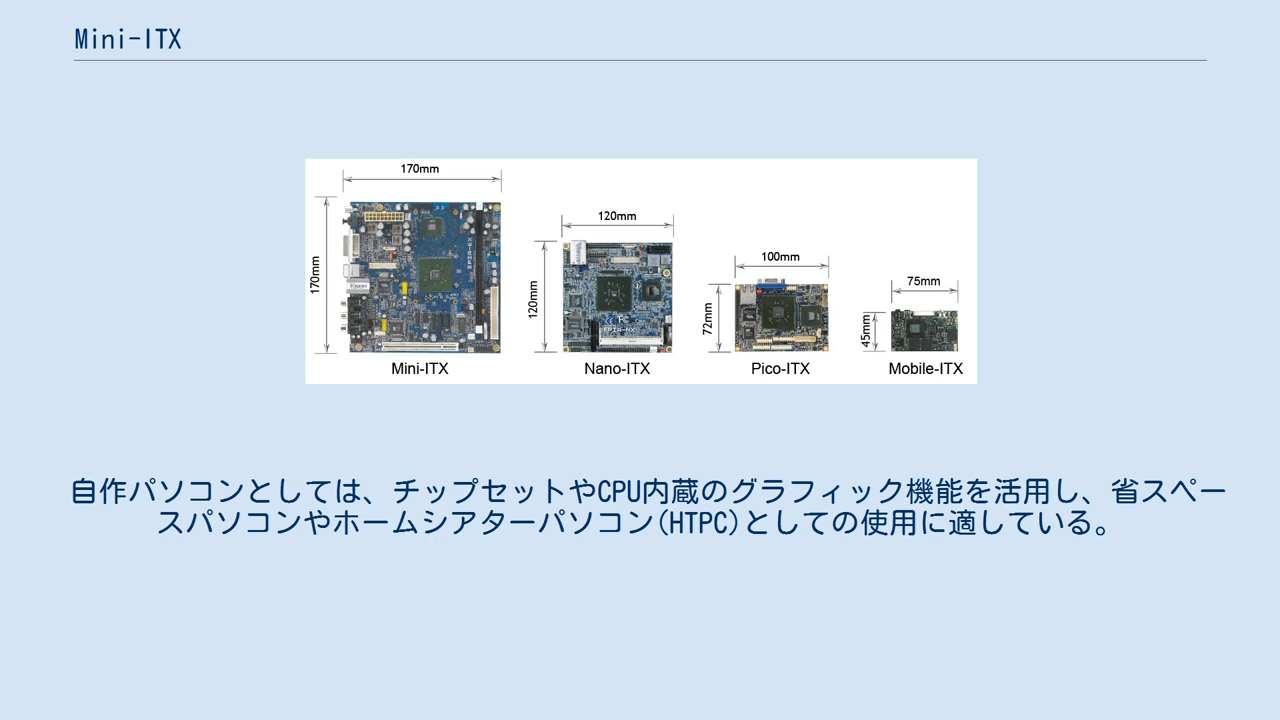 Mini-ITX
170mm
170mm
120mm
120mm
100mm
72mm
75mm
45mm
EPIA-EX
EPIA-NX
Mini-ITX
Nano-ITX
Pico-ITX
Mobile-ITX
自作パソコンとしては、チップセットやCPU内蔵のグラフィック機能を活用し、省スペー
スパソコンやホームシアターパソコン(HTPC)としての使用に適している。